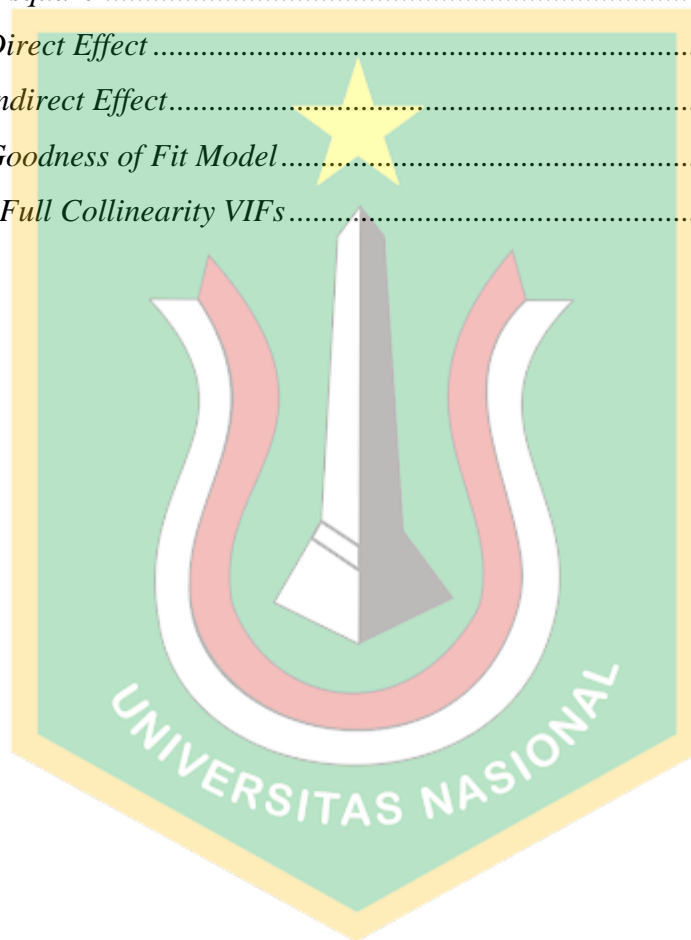 Direct Effect ..........................................................
Indirect Effect........................................................
Goodness of Fit Model ..........................................
Full Collinearity VIFs .........................................
UNIVERSITAS NASIONAL